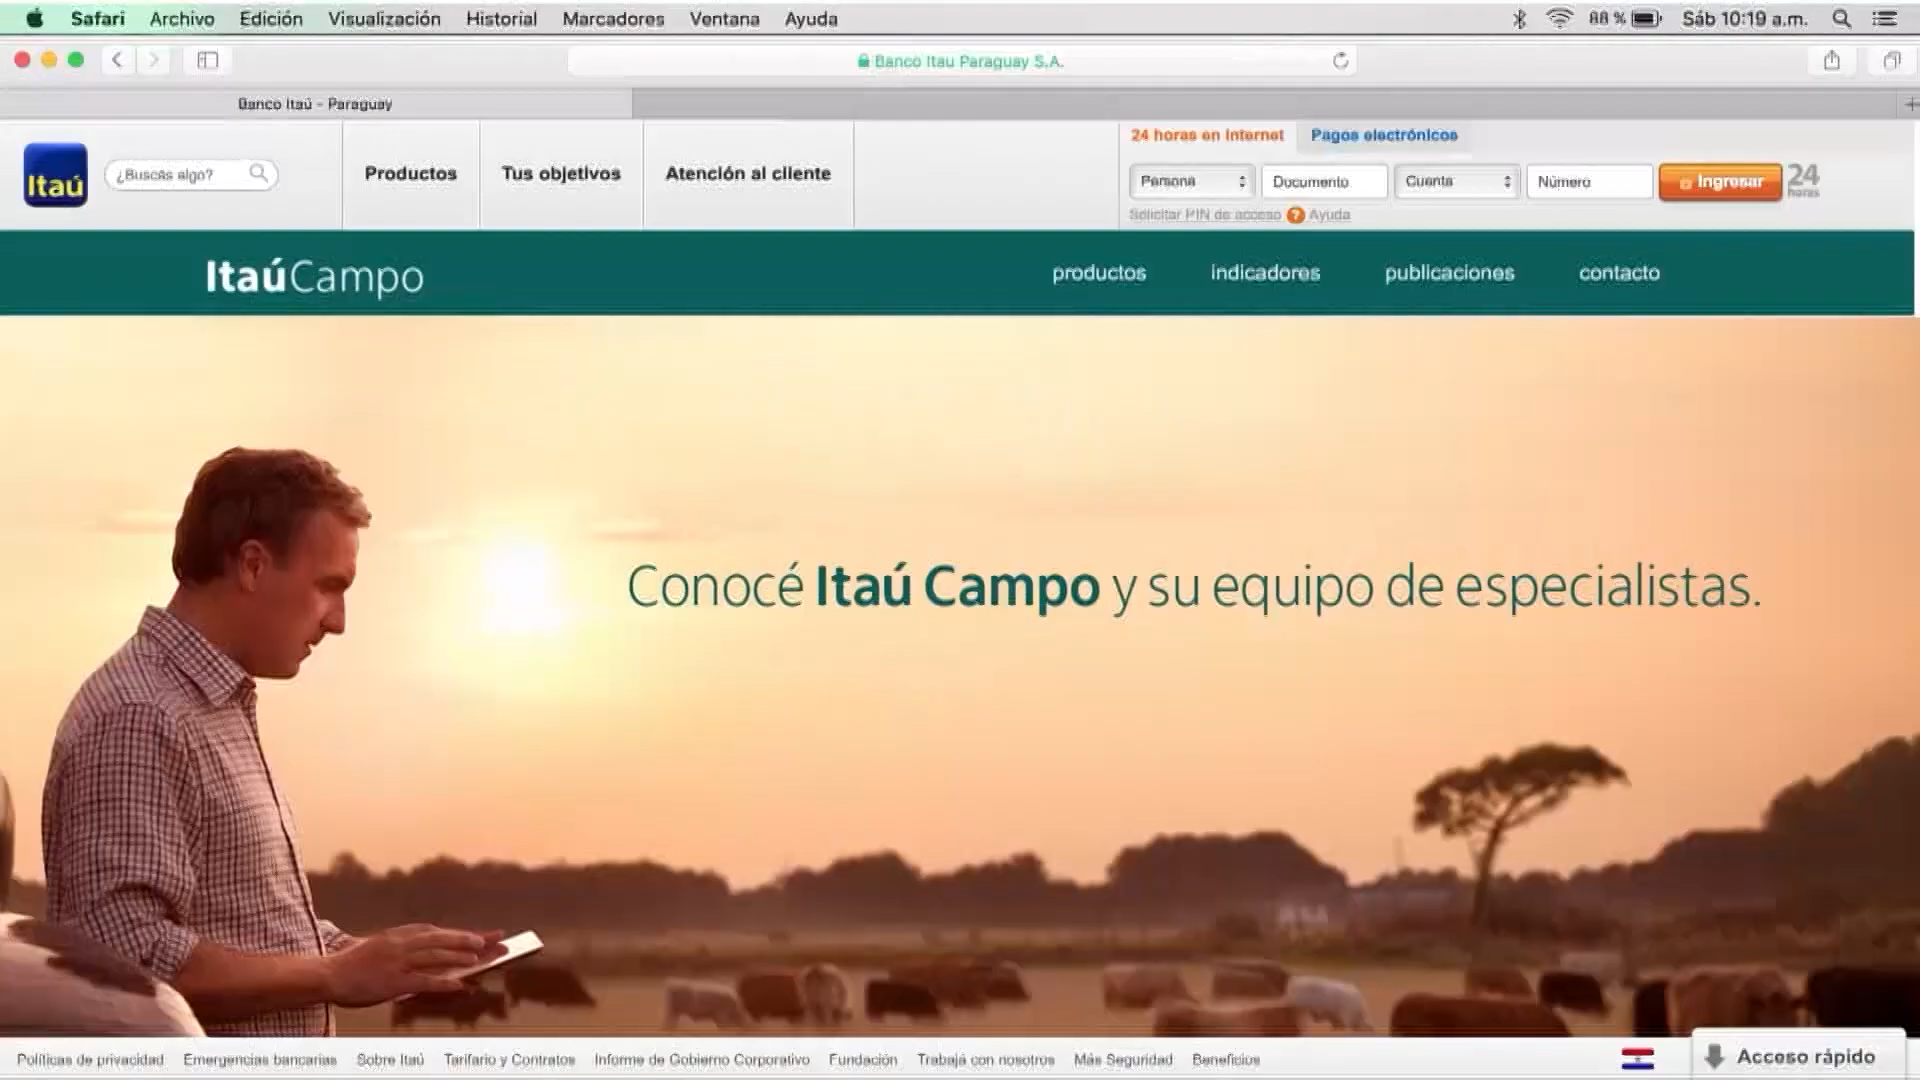 Safari Archivo Edición Visualización Historial Marcadores Ventana Ayuda 88 % Sáb 10:19 a.m.
Banco Itau Paraguay S.A.
Banco Itaú - Paraguay
24 horas en Internet Pagos electrónicos
Itaú ¿Buscás algo? Productos Tus objetivos Atención al cliente
Persona Documento Cuenta Número Ingresar 24 horas
Solicitar PIN de acceso ? Ayuda
ItaúCampo productos indicadores publicaciones contacto
Conocé Itaú Campo y su equipo de especialistas.
Políticas de privacidad Emergencias bancarias Sobre Itaú Tarifario y Contratos Informe de Gobierno Corporativo Fundación Trabajá con nosotros Más Seguridad Beneficios Acceso rápido